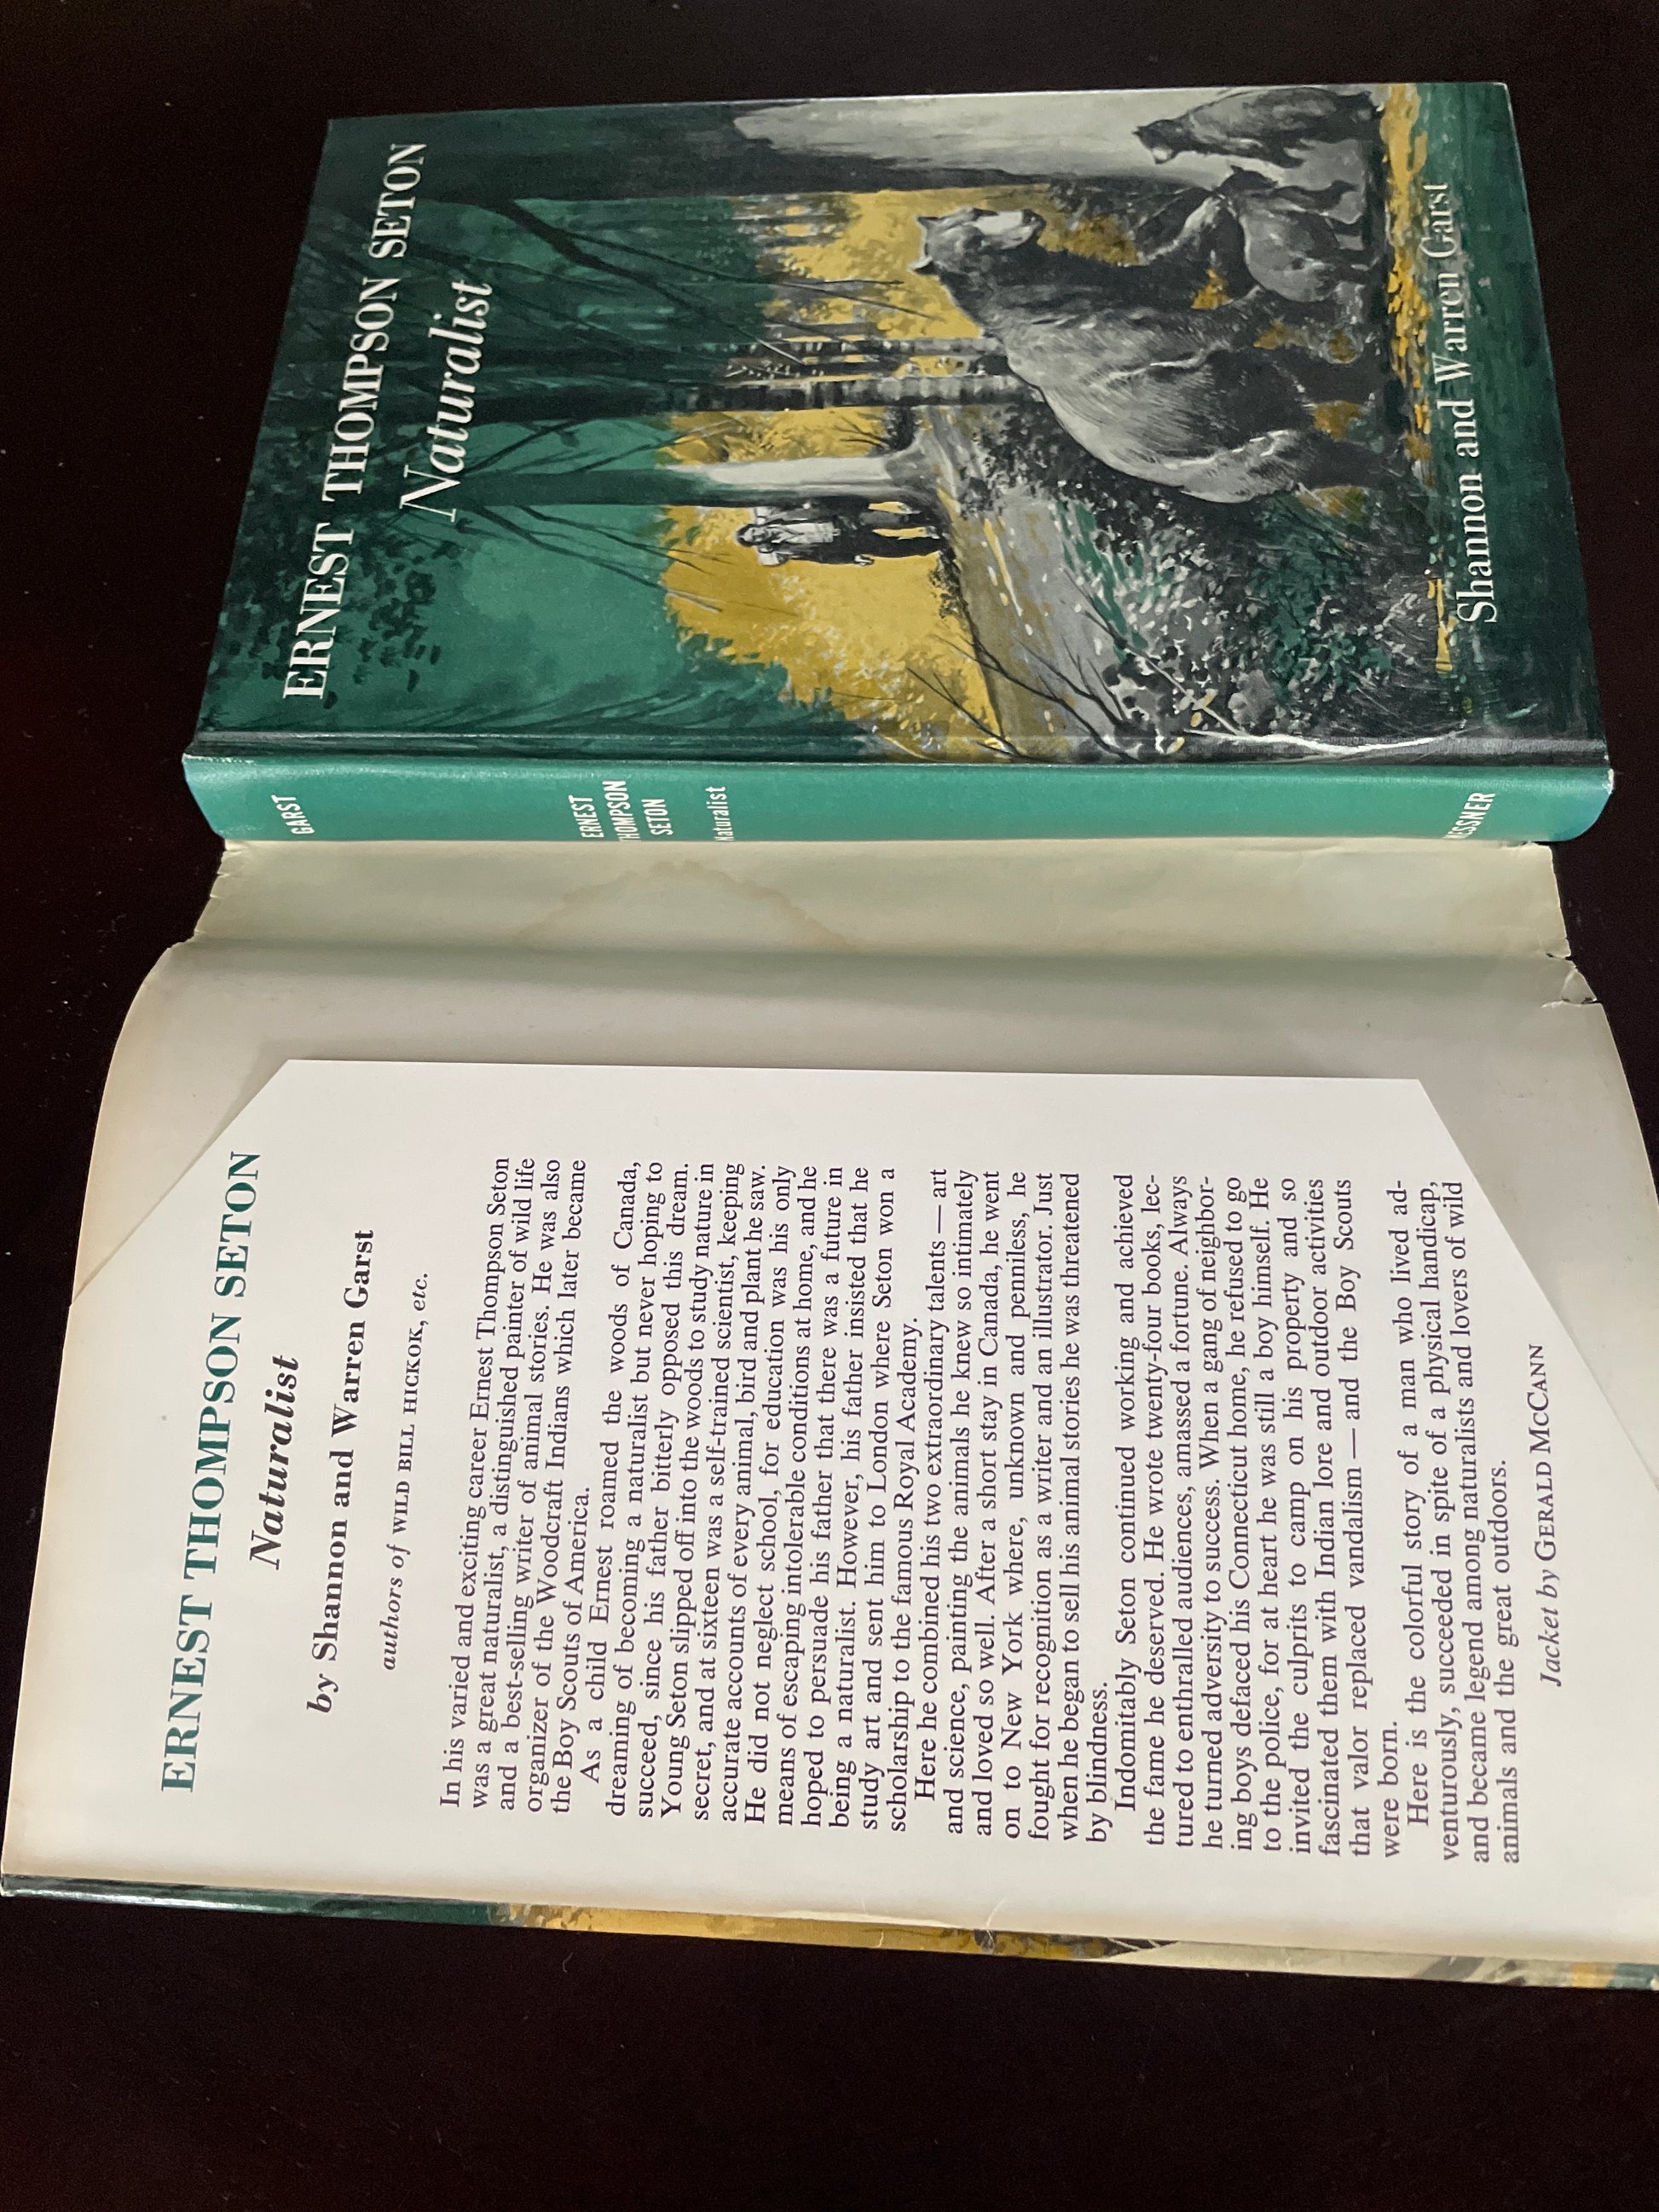 ERNEST THOMPSON SETON
Naturalist
by Shannon and Warren Garst
authors of WILD BILL HICKOK, etc.
In his varied and exciting career Ernest Thompson Seton
was a great naturalist, a distinguished painter of wild life
and a best-selling writer of animal stories. He was also
organizer of the Woodcraft Indians which later became
the Boy Scouts of America.
As a child Ernest roamed the woods of Canada,
dreaming of becoming a naturalist but never hoping to
succeed, since his father bitterly opposed this dream.
Young Seton slipped off into the woods to study nature in
secret, and at sixteen was a self-trained scientist, keeping
accurate accounts of every animal, bird and plant he saw.
He did not neglect school, for education was his only
means of escaping intolerable conditions at home, and he
hoped to persuade his father that there was a future in
being a naturalist. However, his father insisted that he
study art and sent him to London where Seton won a
scholarship to the famous Royal Academy.
Here he combined his two extraordinary talents — art
and science, painting the animals he knew so intimately
and loved so well. After a short stay in Canada, he went
on to New York where, unknown and penniless, he
fought for recognition as a writer and an illustrator. Just
when he began to sell his animal stories he was threatened
by blindness.
Indomitably Seton continued working and achieved
the fame he deserved. He wrote twenty-four books, lec-
tured to enthralled audiences, amassed a fortune. Always
he turned adversity to success. When a gang of neighbor-
ing boys defaced his Connecticut home, he refused to go
to the police, for at heart he was still a boy himself. He
invited the culprits to camp on his property and so
fascinated them with Indian lore and outdoor activities
that valor replaced vandalism — and the Boy Scouts
were born.
Here is the colorful story of a man who lived ad-
venturously, succeeded in spite of a physical handicap,
and became legend among naturalists and lovers of wild
animals and the great outdoors.
Jacket by GERALD MCCANN
GARST
ERNEST
THOMPSON
SETON
Naturalist
MESSNER
ERNEST THOMPSON SETON
Naturalist
Shannon and Warren Garst